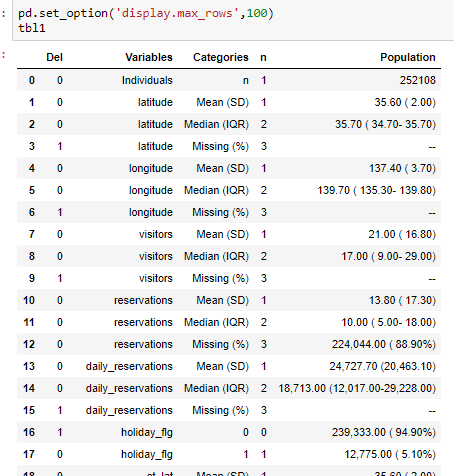 : pd.set_option('display.max_rows',100)
tbl1
:
Del Variables Categories n Population
0 0 Individuals n 1 252108
1 0 latitude Mean (SD) 1 35.60 ( 2.00)
2 0 latitude Median (IQR) 2 35.70 ( 34.70- 35.70)
3 1 latitude Missing (%) 3 --
4 0 longitude Mean (SD) 1 137.40 ( 3.70)
5 0 longitude Median (IQR) 2 139.70 ( 135.30- 139.80)
6 1 longitude Missing (%) 3 --
7 0 visitors Mean (SD) 1 21.00 ( 16.80)
8 0 visitors Median (IQR) 2 17.00 ( 9.00- 29.00)
9 1 visitors Missing (%) 3 --
10 0 reservations Mean (SD) 1 13.80 ( 17.30)
11 0 reservations Median (IQR) 2 10.00 ( 5.00- 18.00)
12 0 reservations Missing (%) 3 224,044.00 ( 88.90%)
13 0 daily_reservations Mean (SD) 1 24,727.70 (20,463.10)
14 0 daily_reservations Median (IQR) 2 18,713.00 (12,017.00-29,228.00)
15 1 daily_reservations Missing (%) 3 --
16 1 holiday_flg 0 0 239,333.00 ( 94.90%)
17 0 holiday_flg 1 1 12,775.00 ( 5.10%)
18 0 Mean (SD) 1 35.60 ( 2.00)